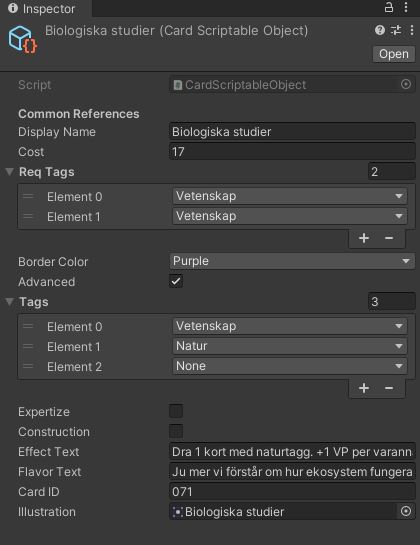 Inspector
Biologiska studier (Card Scriptable Object)
Open
Script CardScriptableObject
Common References
Display Name Biologiska studier
Cost 17
Req Tags 2
Element 0 Vetenskap
Element 1 Vetenskap
Border Color Purple
Advanced
Tags 3
Element 0 Vetenskap
Element 1 Natur
Element 2 None
Expertize
Construction
Effect Text Dra 1 kort med naturtagg. +1 VP per varann
Flavor Text Ju mer vi förstår om hur ekosystem fungera
Card ID 071
Illustration Biologiska studier